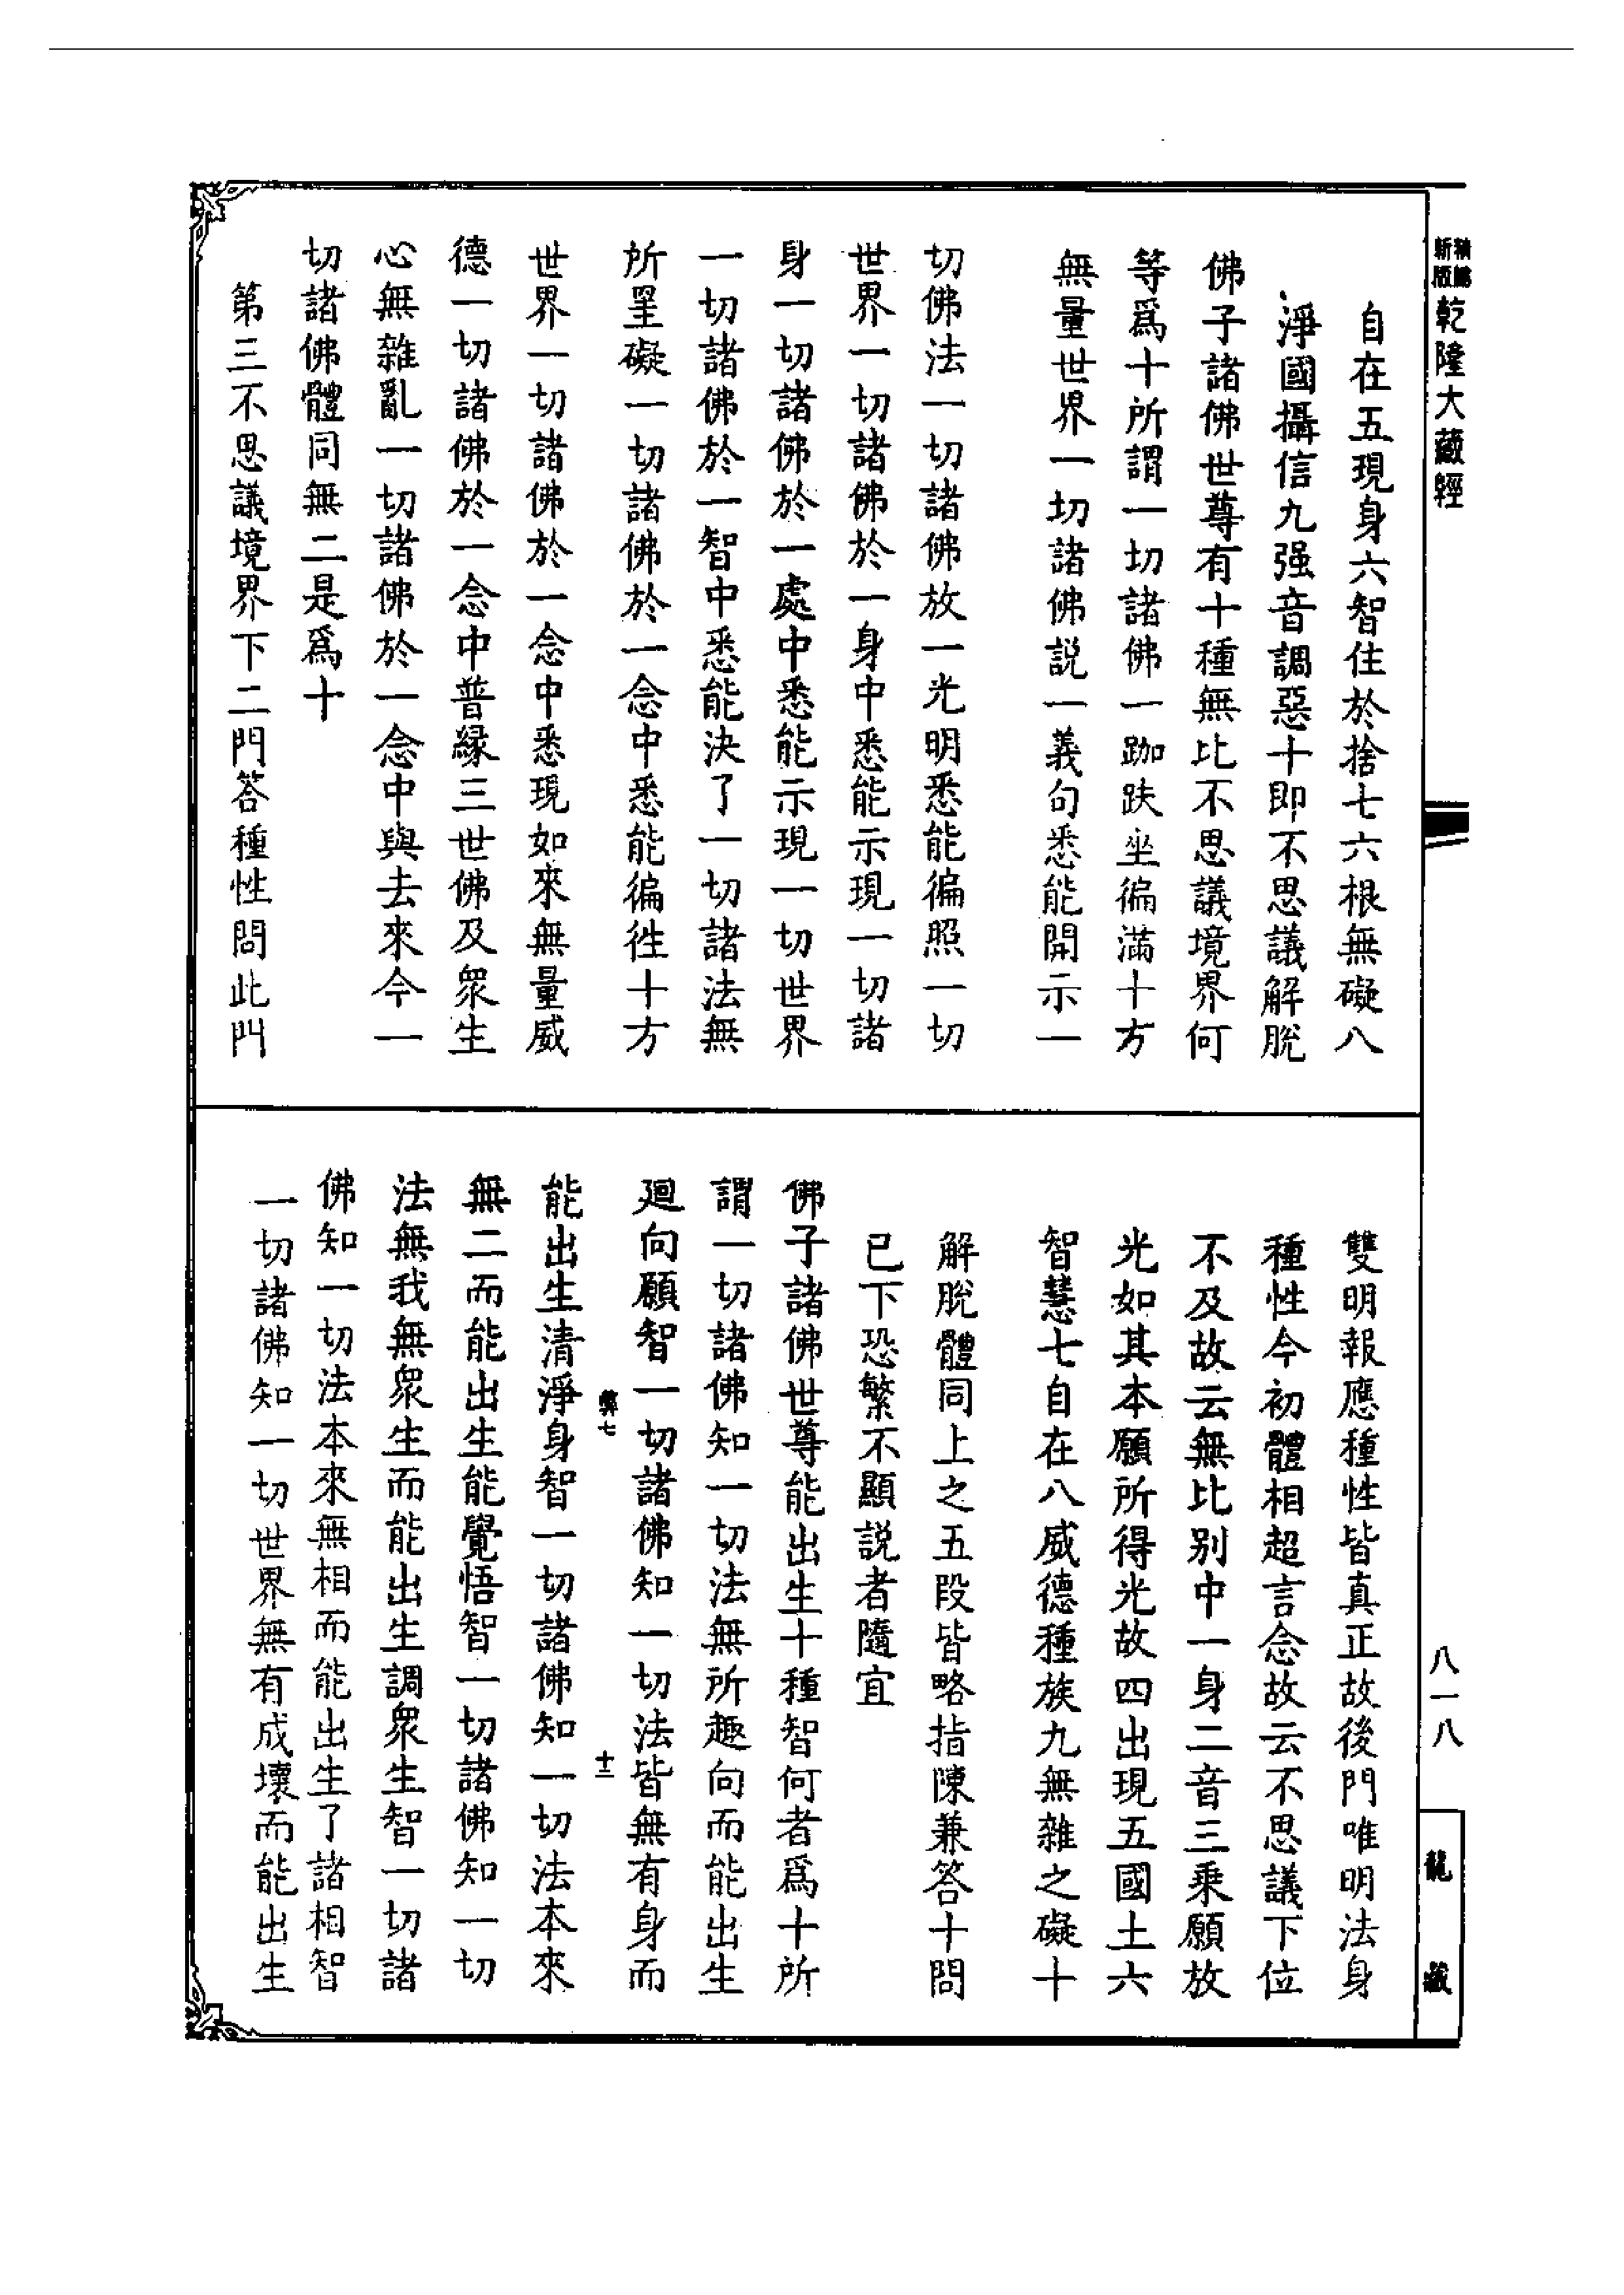 新版精縮乾隆大藏經
自在五現身六智住於捨七六根無礙八
淨國攝信九强音調惡十即不思議解脫
佛子諸佛世尊有十種無比不思議境界何
等爲十所謂一切諸佛一跏趺坐徧滿十方
無量世界一切諸佛説一義句悉能開示一
切佛法一切諸佛放一光明悉能徧照一切
世界一切諸佛於一身中悉能示現一切諸
身一切諸佛於一處中悉能示現一切世界
一切諸佛於一智中悉能決了一切諸法無
所罣礙一切諸佛於一念中悉能徧徃十方
世界一切諸佛於一念中悉現如來無量威
德一切諸佛於一念中普緣三世佛及衆生
心無雜亂一切諸佛於一念中與去來今一
切諸佛體同無二是爲十
第三不思議境界下二門答種性問此門
雙明報應種性皆真正故後門唯明法身
種性今初體相超言念故云不思議下位
不及故云無比别中一身二音三乘願放
光如其本願所得光故四出現五國土六
智慧七自在八威德種族九無雜之礙十
解脫體同上之五段皆略指陳兼答十問
已下恐繁不顯説者隨宜
佛子諸佛世尊能出生十種智何者爲十所
謂一切諸佛知一切法無所趣向而能出生
廻向願智一切諸佛知一切法皆無有身而
能出生清淨身智一切諸佛知一切法本來
無二而能出生能覺悟智一切諸佛知一切
法無我無衆生而能出生調衆生智一切諸
佛知一切法本來無相而能出生了諸相智
一切諸佛知一切世界無有成壞而能出生
七
十二
八一八
龍藏